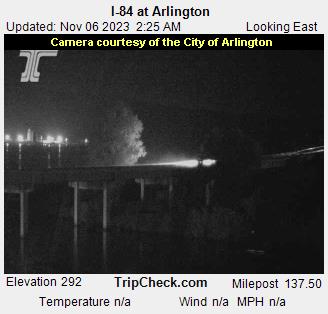 I-84 at Arlington
Updated: Nov 06 2023 2:25 AM Looking East
Camera courtesy of the City of Arlington
Elevation 292 TripCheck.com Milepost 137.50
Temperature n/a Wind n/a MPH n/a